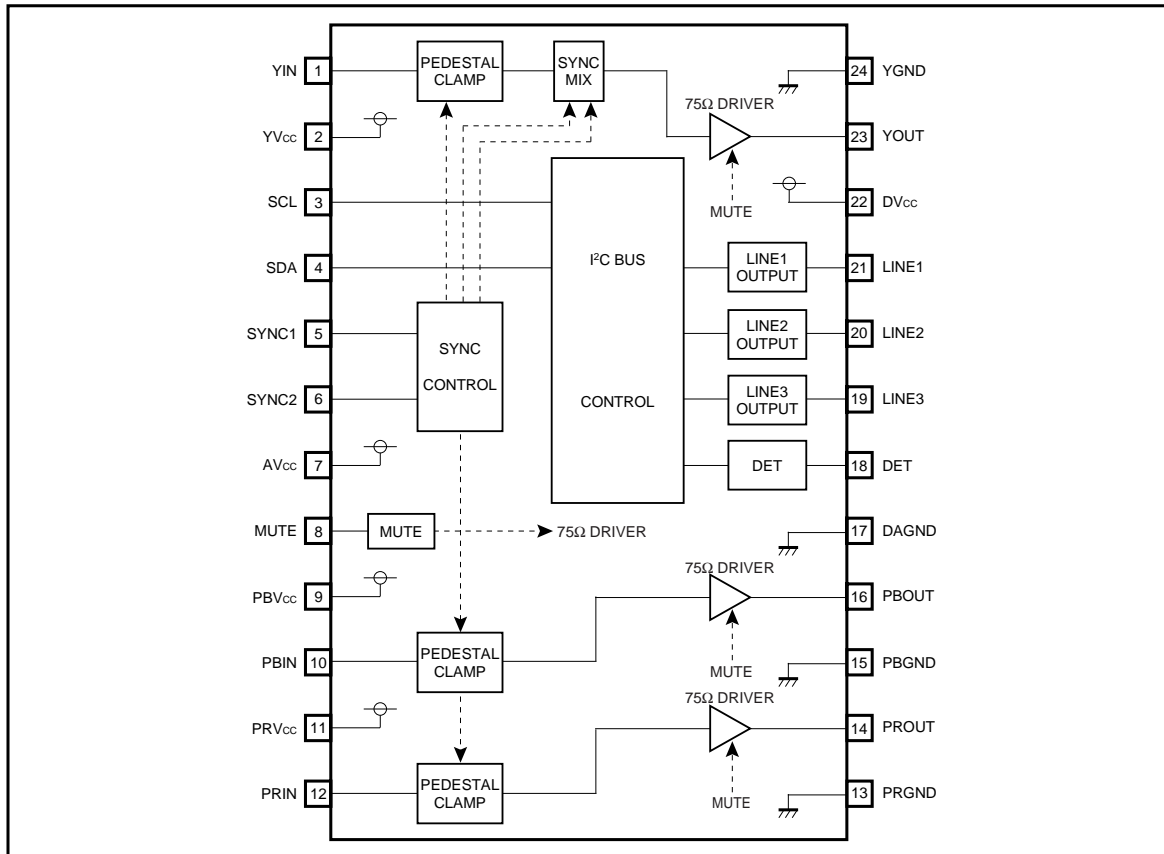 YIN 1
PEDESTAL
CLAMP
SYNC
MIX
24 YGND
75Ω DRIVER
YVCC 2
23 YOUT
MUTE
SCL 3
22 DVCC
SDA 4
I²C BUS
CONTROL
LINE1
OUTPUT
21 LINE1
SYNC1 5
SYNC
CONTROL
LINE2
OUTPUT
20 LINE2
SYNC2 6
LINE3
OUTPUT
19 LINE3
AVCC 7
DET
18 DET
MUTE 8
MUTE
75Ω DRIVER
17 DAGND
PBVCC 9
75Ω DRIVER
16 PBOUT
PBIN 10
PEDESTAL
CLAMP
MUTE
15 PBGND
PRVCC 11
75Ω DRIVER
14 PROUT
PRIN 12
PEDESTAL
CLAMP
MUTE
13 PRGND